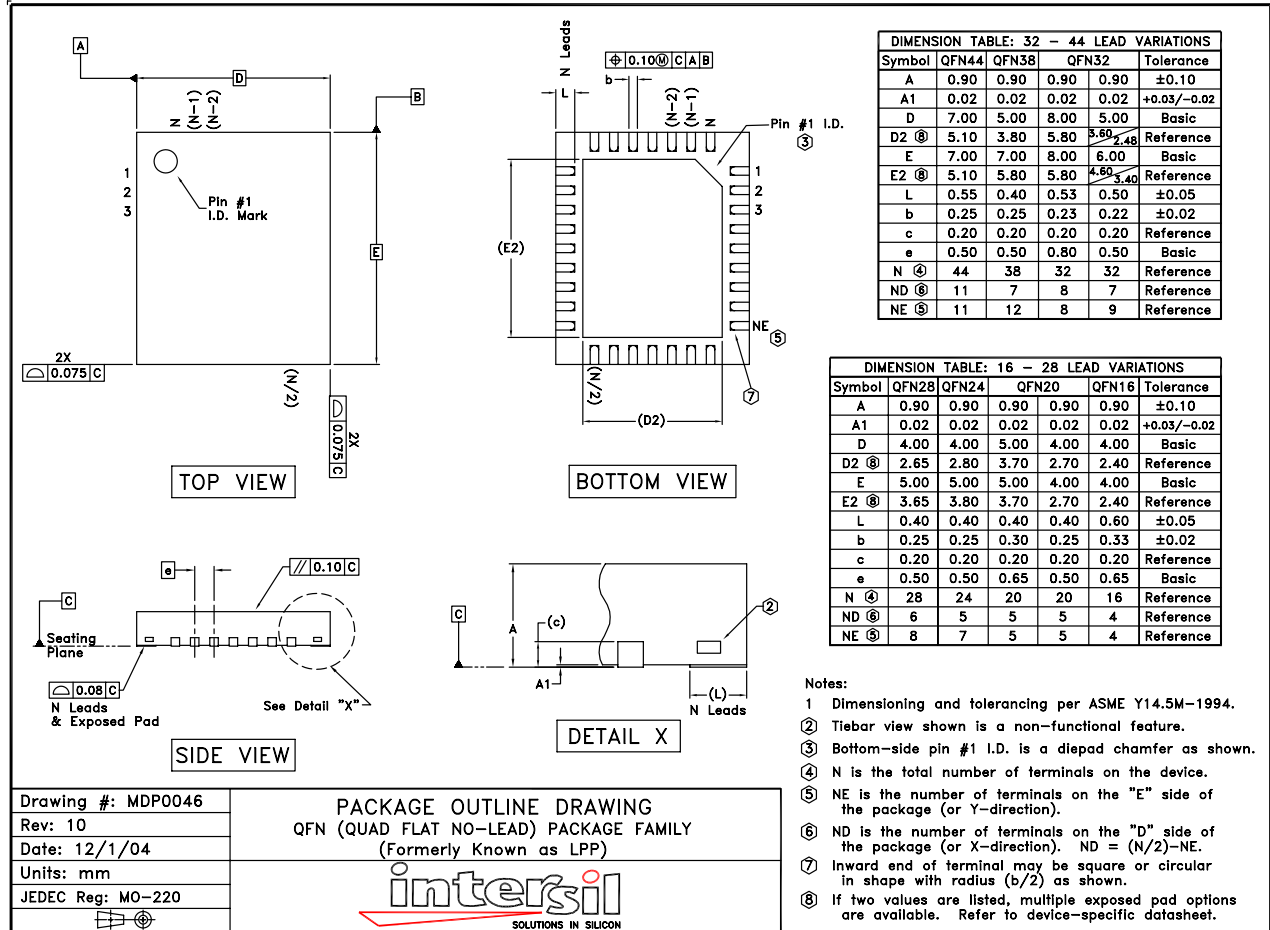 A
D
B
N
(N-1)
(N-2)
1
2
3
Pin #1
I.D. Mark
E
2X
0.075 C
(N/2)
0.075 C
2X
TOP VIEW
N Leads
L
b
⌖ 0.10Ⓜ C A B
(N-2)
(N-1)
N
Pin #1 I.D.
3
1
2
3
(E2)
NE
5
7
(N/2)
(D2)
BOTTOM VIEW
e
// 0.10 C
C
Seating
Plane
0.08 C
N Leads
& Exposed Pad
See Detail "X"
SIDE VIEW
C
A
(c)
2
A1
(L)
N Leads
DETAIL X
DIMENSION TABLE: 32 - 44 LEAD VARIATIONS
Symbol QFN44 QFN38 QFN32 Tolerance
A 0.90 0.90 0.90 0.90 ±0.10
A1 0.02 0.02 0.02 0.02 +0.03/-0.02
D 7.00 5.00 8.00 5.00 Basic
D2 ⑧ 5.10 3.80 5.80 3.60/2.48 Reference
E 7.00 7.00 8.00 6.00 Basic
E2 ⑧ 5.10 5.80 5.80 4.60/3.40 Reference
L 0.55 0.40 0.53 0.50 ±0.05
b 0.25 0.25 0.23 0.22 ±0.02
c 0.20 0.20 0.20 0.20 Reference
e 0.50 0.50 0.80 0.50 Basic
N ④ 44 38 32 32 Reference
ND ⑥ 11 7 8 7 Reference
NE ⑤ 11 12 8 9 Reference
DIMENSION TABLE: 16 - 28 LEAD VARIATIONS
Symbol QFN28 QFN24 QFN20 QFN16 Tolerance
A 0.90 0.90 0.90 0.90 0.90 ±0.10
A1 0.02 0.02 0.02 0.02 0.02 +0.03/-0.02
D 4.00 4.00 5.00 4.00 4.00 Basic
D2 ⑧ 2.65 2.80 3.70 2.70 2.40 Reference
E 5.00 5.00 5.00 4.00 4.00 Basic
E2 ⑧ 3.65 3.80 3.70 2.70 2.40 Reference
L 0.40 0.40 0.40 0.40 0.60 ±0.05
b 0.25 0.25 0.30 0.25 0.33 ±0.02
c 0.20 0.20 0.20 0.20 0.20 Reference
e 0.50 0.50 0.65 0.50 0.65 Basic
N ④ 28 24 20 20 16 Reference
ND ⑥ 6 5 5 5 4 Reference
NE ⑤ 8 7 5 5 4 Reference
Notes:
1 Dimensioning and tolerancing per ASME Y14.5M-1994.
② Tiebar view shown is a non-functional feature.
③ Bottom-side pin #1 I.D. is a diepad chamfer as shown.
④ N is the total number of terminals on the device.
⑤ NE is the number of terminals on the "E" side of
the package (or Y-direction).
⑥ ND is the number of terminals on the "D" side of
the package (or X-direction). ND = (N/2)-NE.
⑦ Inward end of terminal may be square or circular
in shape with radius (b/2) as shown.
⑧ If two values are listed, multiple exposed pad options
are available. Refer to device-specific datasheet.
Drawing #: MDP0046
Rev: 10
Date: 12/1/04
Units: mm
JEDEC Reg: MO-220
PACKAGE OUTLINE DRAWING
QFN (QUAD FLAT NO-LEAD) PACKAGE FAMILY
(Formerly Known as LPP)
intersil
SOLUTIONS IN SILICON